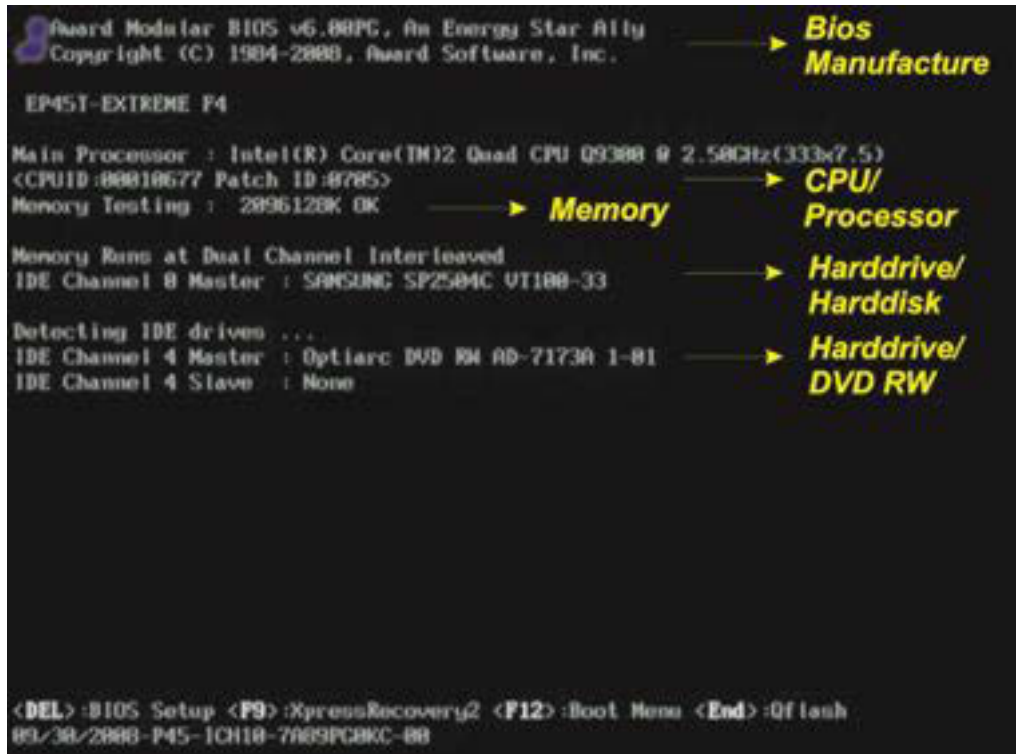 Award Modular BIOS v6.00PG, An Energy Star Ally
Copyright (C) 1984-2008, Award Software, Inc.
Bios
Manufacture
EP45T-EXTREME F4
Main Processor : Intel(R) Core(TM)2 Quad CPU Q9300 @ 2.50GHz(333x7.5)
<CPUID:00010677 Patch ID:0705>
CPU/
Processor
Memory Testing : 2096128K OK
Memory
Memory Runs at Dual Channel Interleaved
IDE Channel 0 Master : SAMSUNG SP2504C VT100-33
Harddrive/
Harddisk
Detecting IDE drives ...
IDE Channel 4 Master : Optiarc DVD RW AD-7173A 1-01
IDE Channel 4 Slave : None
Harddrive/
DVD RW
<DEL>:BIOS Setup <F9>:XpressRecovery2 <F12>:Boot Menu <End>:Qflash
09/30/2008-P45-ICH10-7A89PG0KC-00